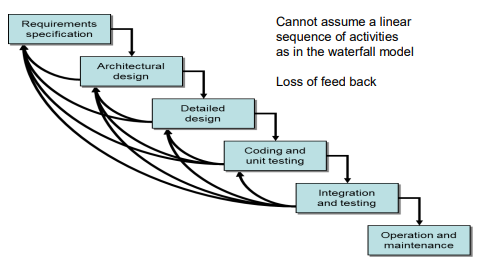 Requirements
specification
Cannot assume a linear
sequence of activities
as in the waterfall model
Loss of feed back
Architectural
design
Detailed
design
Coding and
unit testing
Integration
and testing
Operation and
maintenance